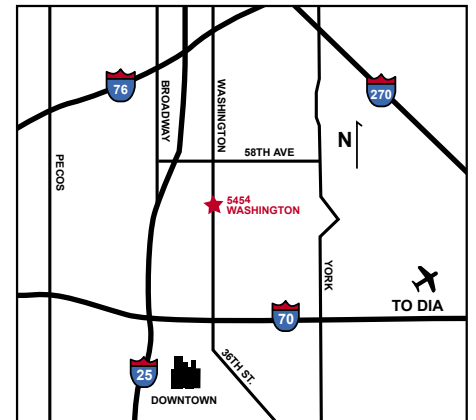 76
BROADWAY
WASHINGTON
270
N
58TH AVE
PECOS
5454
WASHINGTON
YORK
TO DIA
70
36TH ST.
25
DOWNTOWN